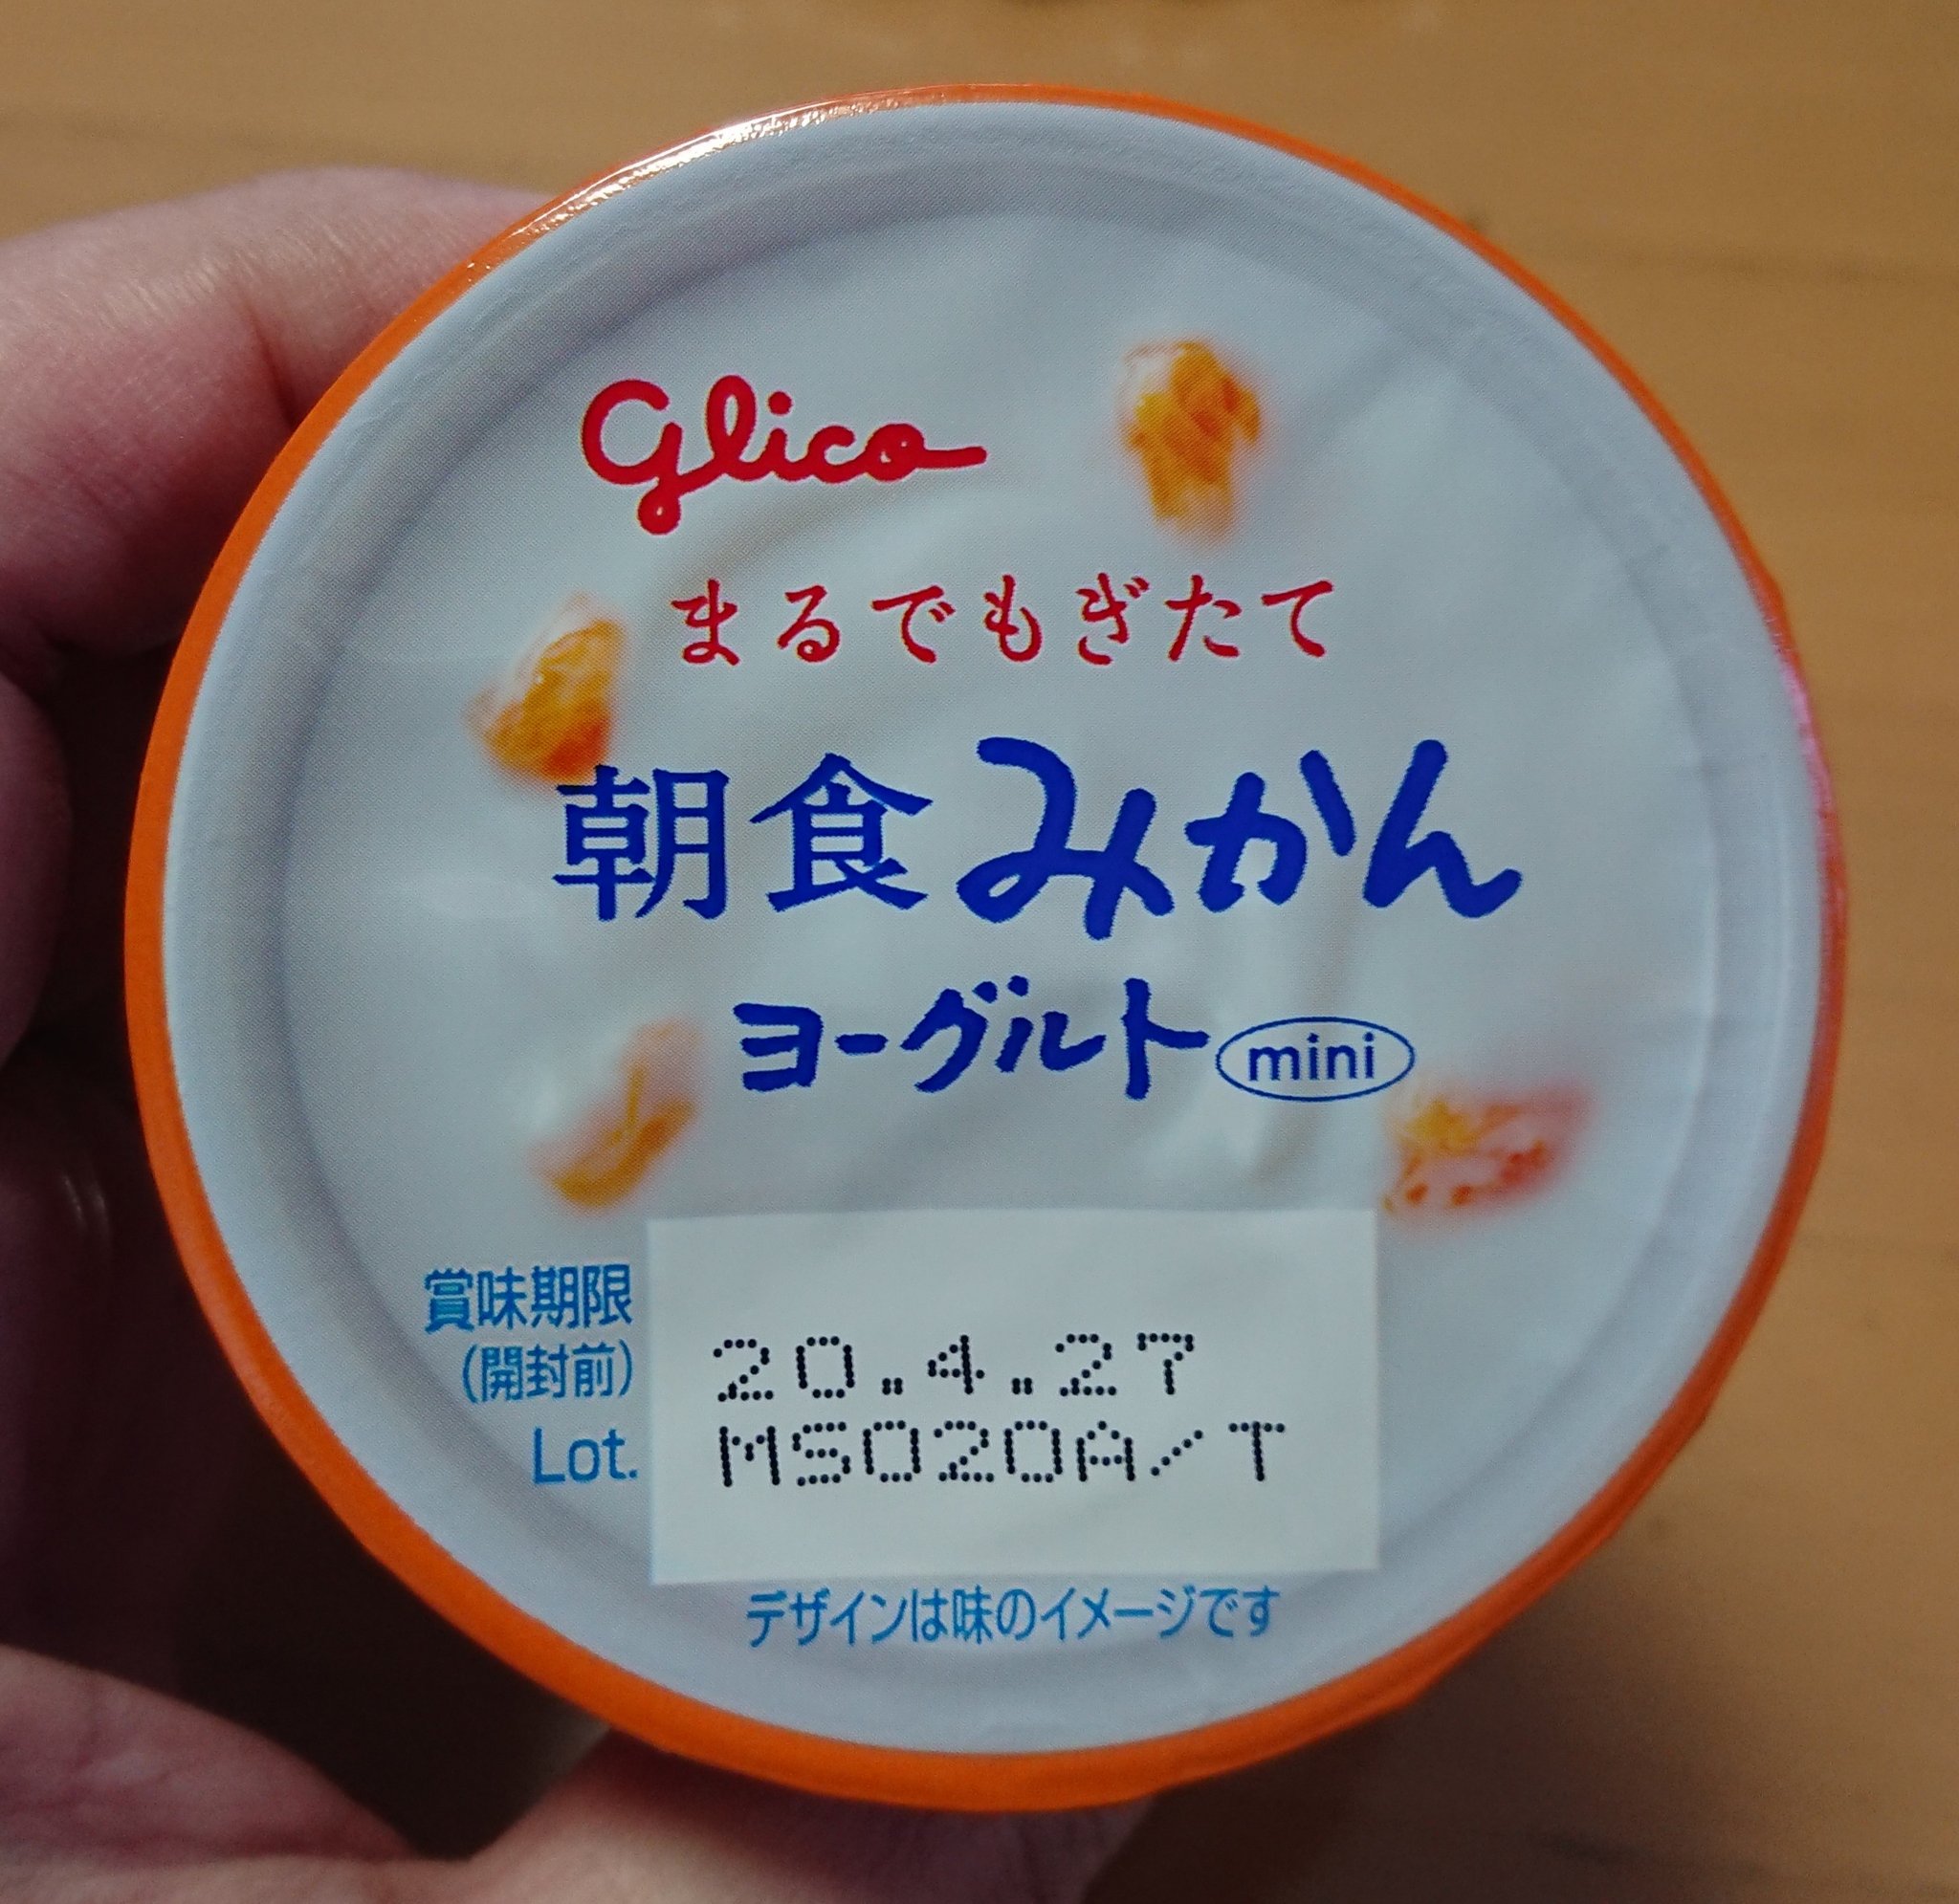 glico
まるでもぎたて
朝食みかん
ヨーグルト mini
賞味期限
(開封前) 20.4.27
Lot. MS020A/T
デザインは味のイメージです